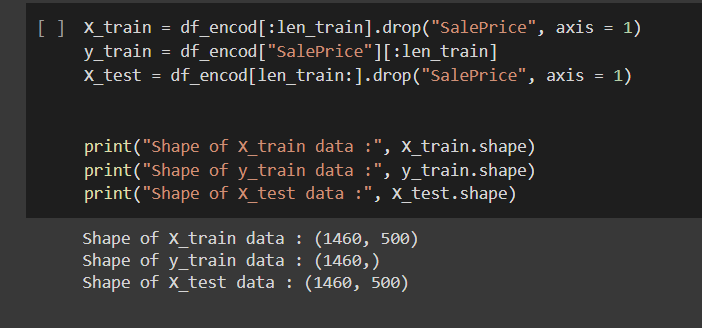 [ ] X_train = df_encod[:len_train].drop("SalePrice", axis = 1)
y_train = df_encod["SalePrice"][:len_train]
X_test = df_encod[len_train:].drop("SalePrice", axis = 1)
print("Shape of X_train data :", X_train.shape)
print("Shape of y_train data :", y_train.shape)
print("Shape of X_test data :", X_test.shape)
Shape of X_train data : (1460, 500)
Shape of y_train data : (1460,)
Shape of X_test data : (1460, 500)